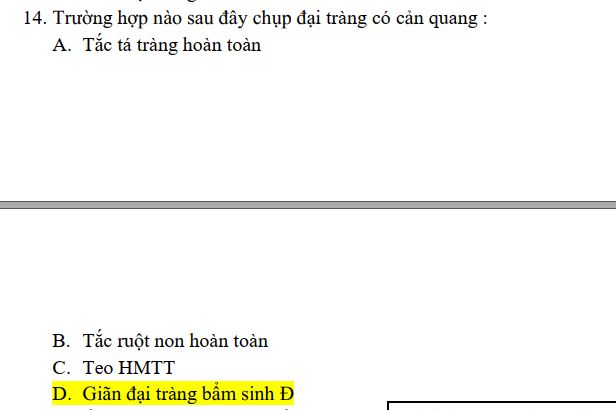 14. Trường hợp nào sau đây chụp đại tràng có cản quang :
A. Tắc tá tràng hoàn toàn
B. Tắc ruột non hoàn toàn
C. Teo HMTT
D. Giãn đại tràng bẩm sinh Đ